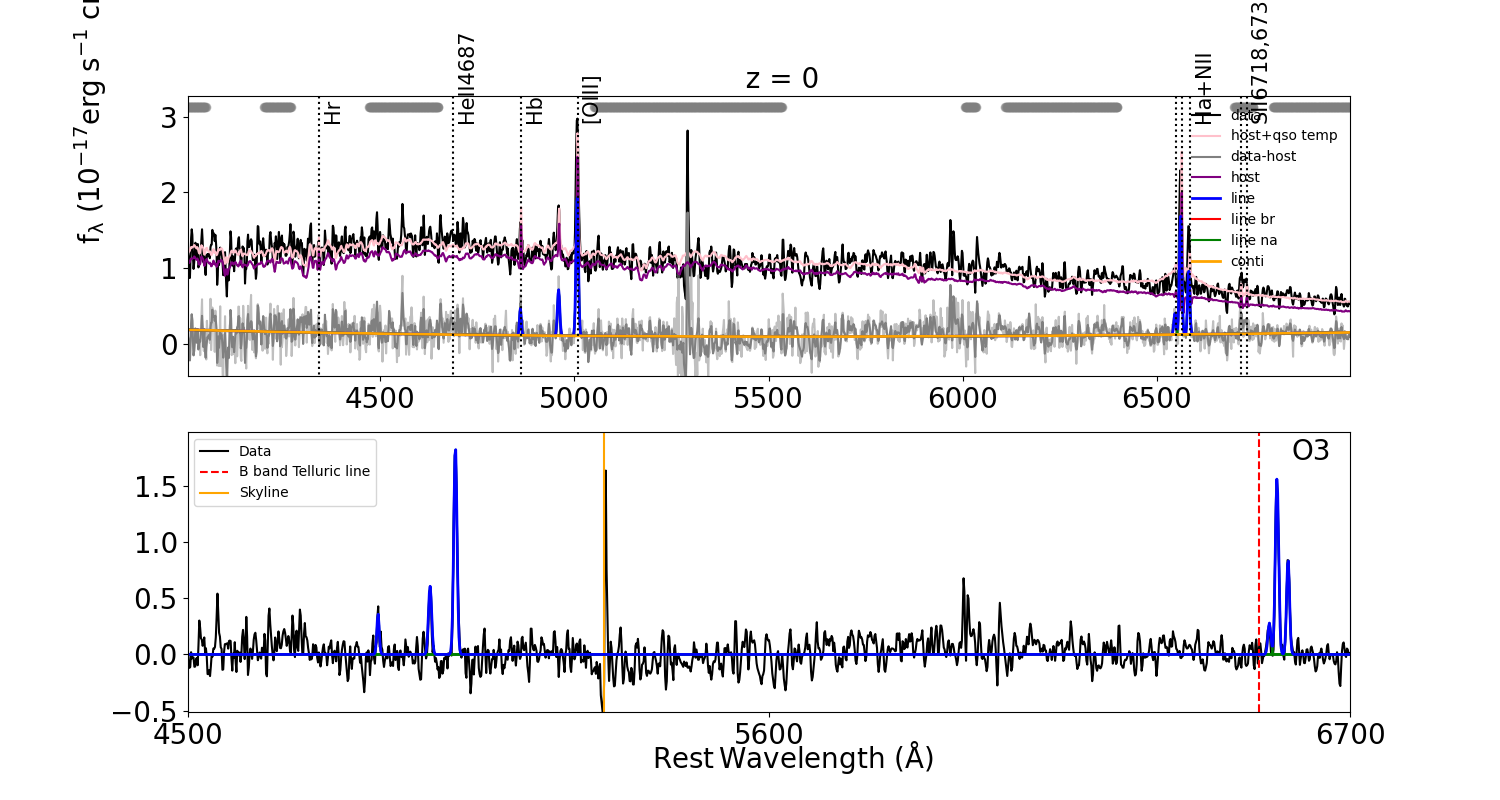 z = 0
f_λ (10^−17 erg s^−1 c
Hr
HeII4687
Hb
[OIII]
Ha+NII
SII6718,673
3
2
1
0
data
host+qso temp
data-host
host
line
line br
line na
conti
4500
5000
5500
6000
6500
Data
B band Telluric line
Skyline
O3
1.5
1.0
0.5
0.0
−0.5
4500
5600
6700
Rest Wavelength (Å)